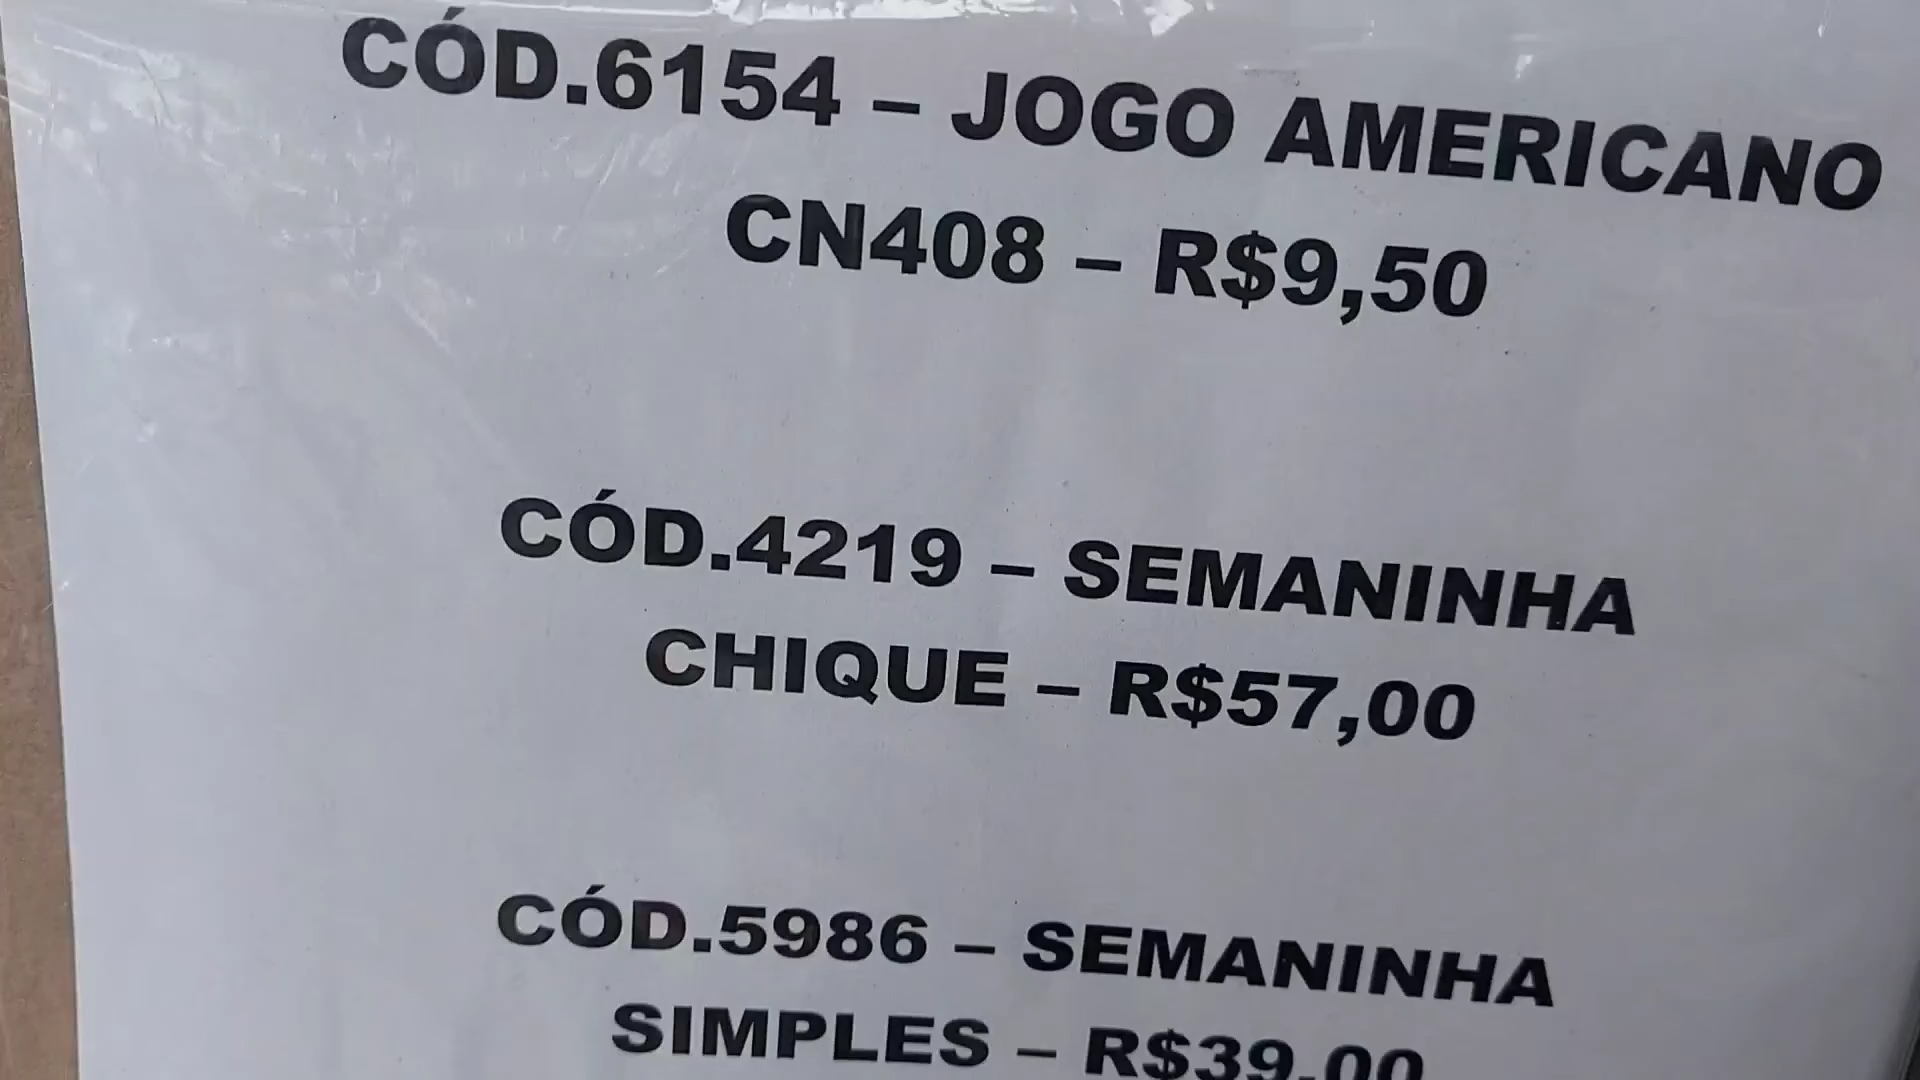 CÓD.6154 – JOGO AMERICANO
CN408 – R$9,50
CÓD.4219 – SEMANINHA
CHIQUE – R$57,00
CÓD.5986 – SEMANINHA
SIMPLES – R$39,00